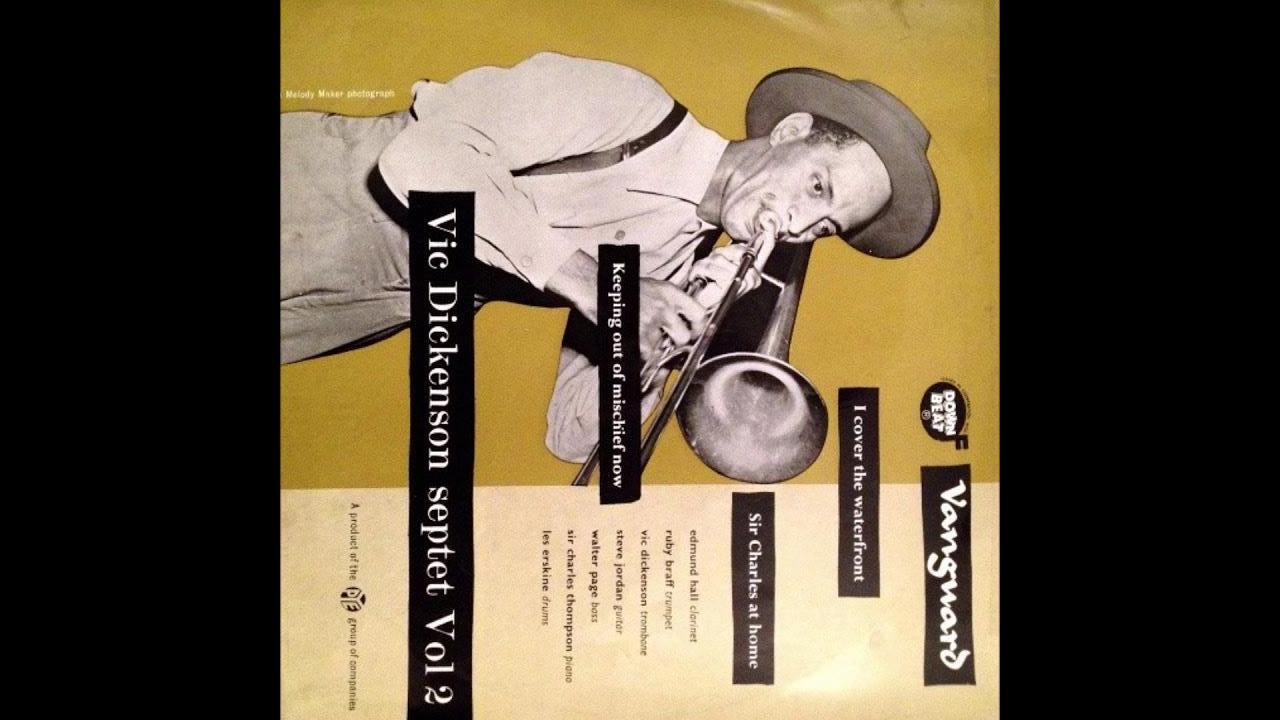 DOWN
BEAT
Vanguard
I cover the waterfront
Sir Charles at home
edmund hall clarinet
ruby braff trumpet
vic dickenson trombone
steve jordan guitar
walter page bass
sir charles thompson piano
les erskine drums
Keeping out of mischief now
Vic Dickenson septet Vol 2
A product of the PYE group of companies
Melody Maker photograph